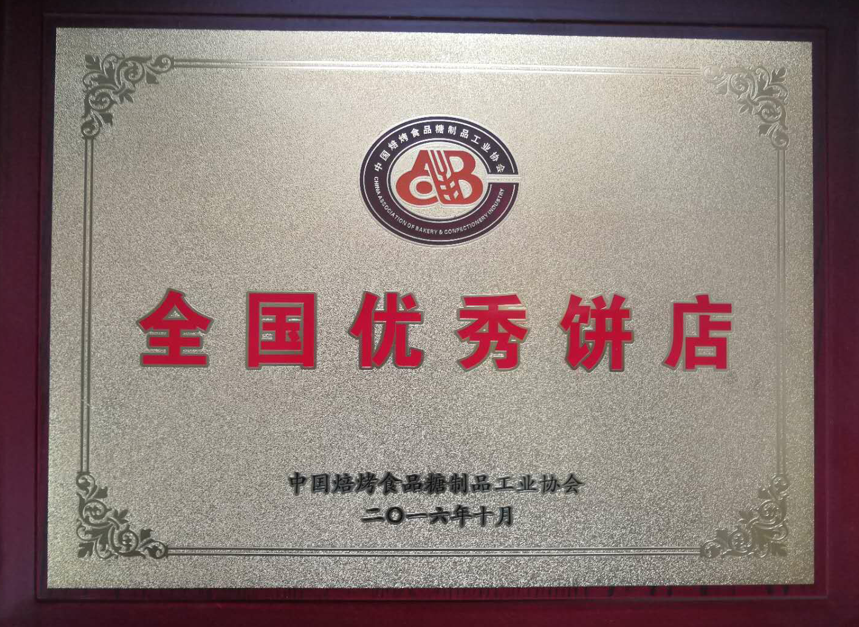 中国焙烤食品糖制品工业协会
CHINA ASSOCIATION OF BAKERY & CONFECTIONERY INDUSTRY
全国优秀饼店
中国焙烤食品糖制品工业协会
二〇一六年十月